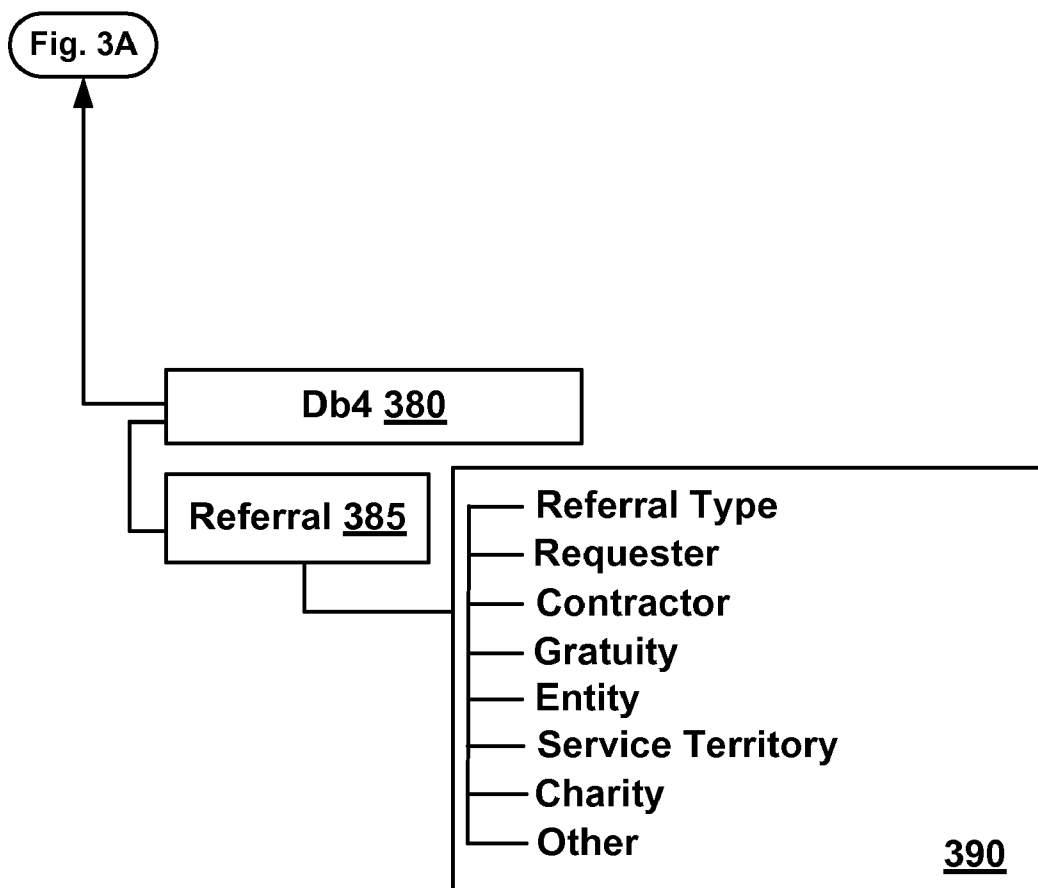 Fig. 3A
Db4 380
Referral 385
Referral Type
Requester
Contractor
Gratuity
Entity
Service Territory
Charity
Other
390